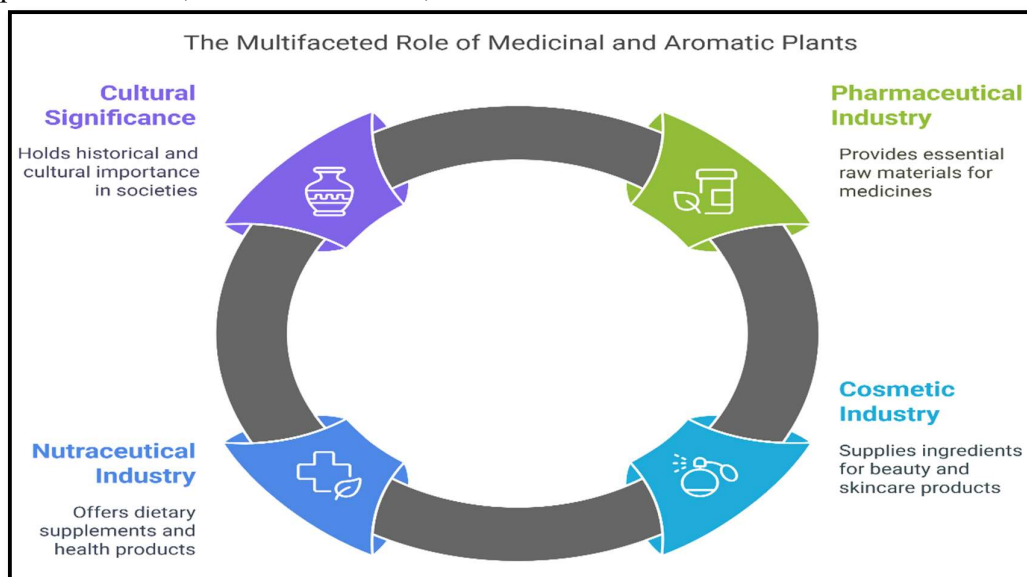 The Multifaceted Role of Medicinal and Aromatic Plants
Cultural
Significance
Holds historical and
cultural importance
in societies
Pharmaceutical
Industry
Provides essential
raw materials for
medicines
Nutraceutical
Industry
Offers dietary
supplements and
health products
Cosmetic
Industry
Supplies ingredients
for beauty and
skincare products